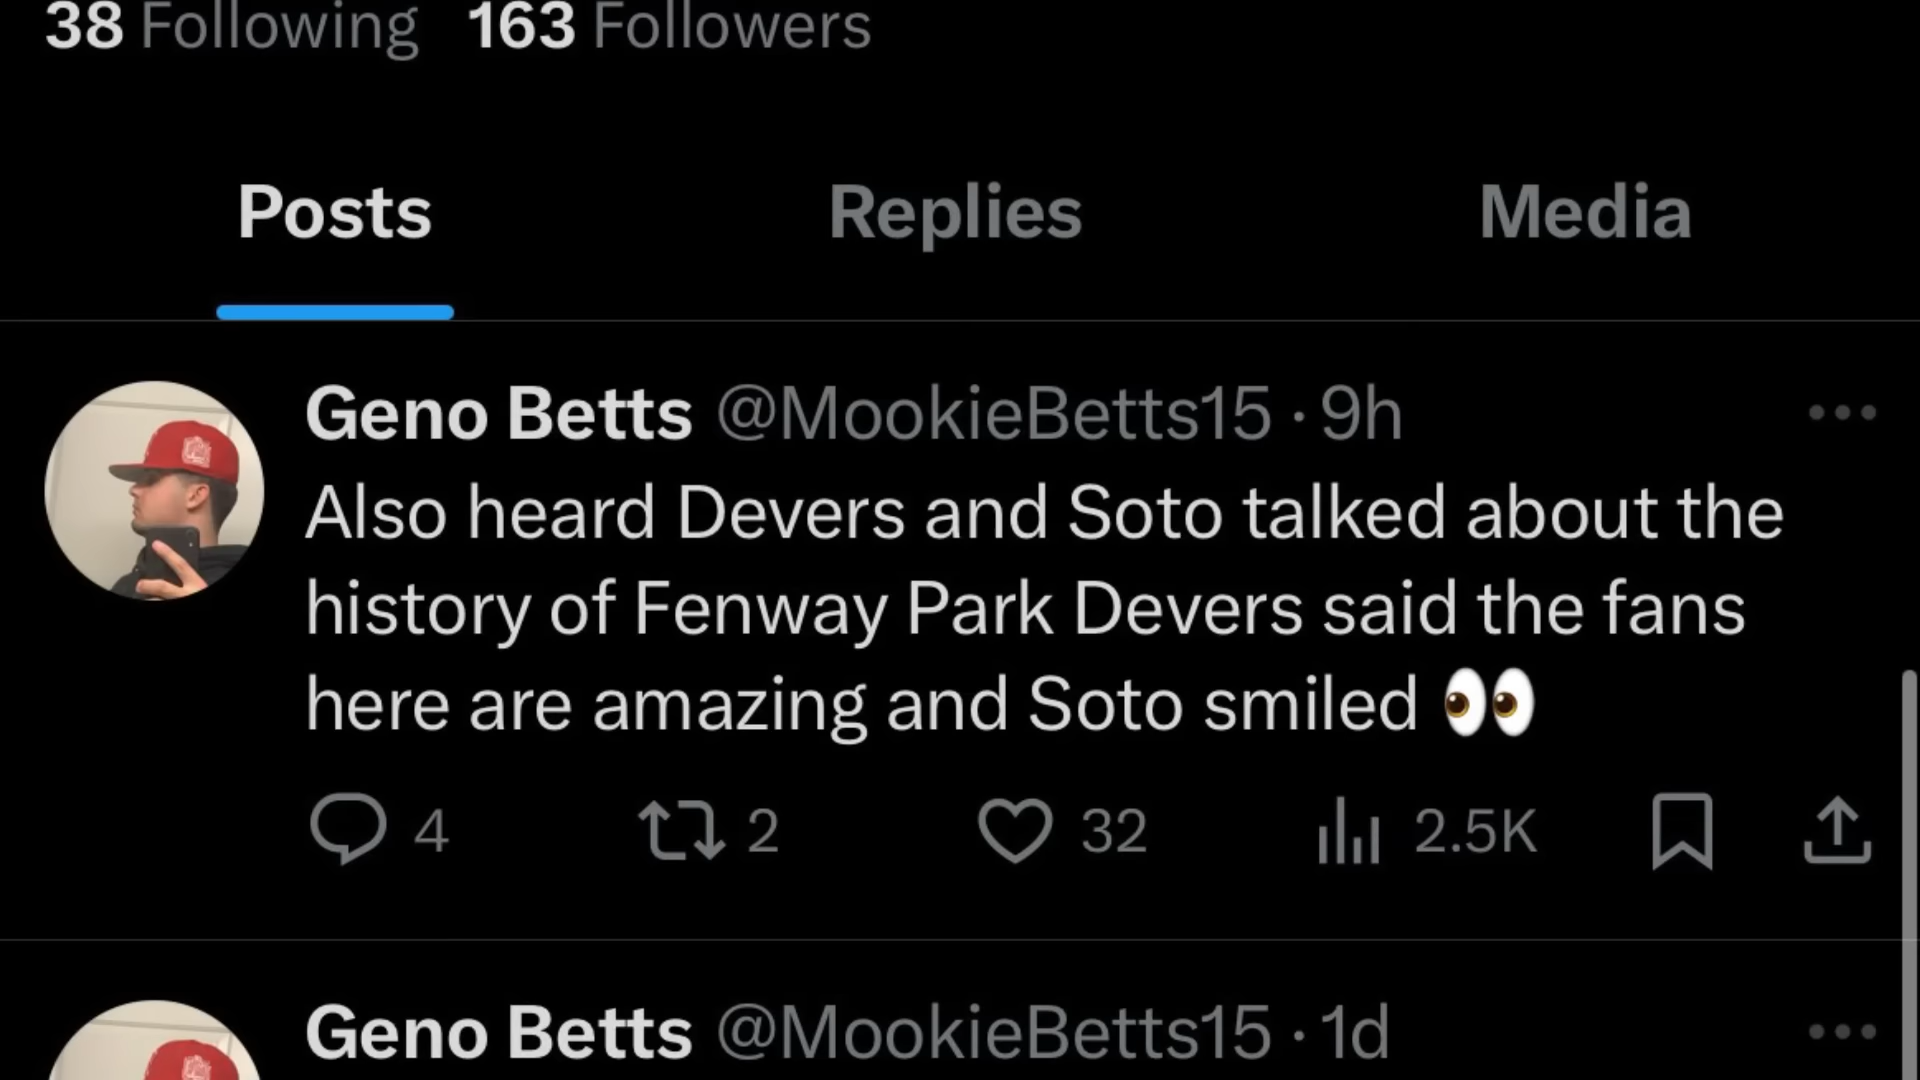 38 Following 163 Followers
Posts Replies Media
Geno Betts @MookieBetts15 · 9h
Also heard Devers and Soto talked about the
history of Fenway Park Devers said the fans
here are amazing and Soto smiled 👀
4 2 32 2.5K
Geno Betts @MookieBetts15 · 1d